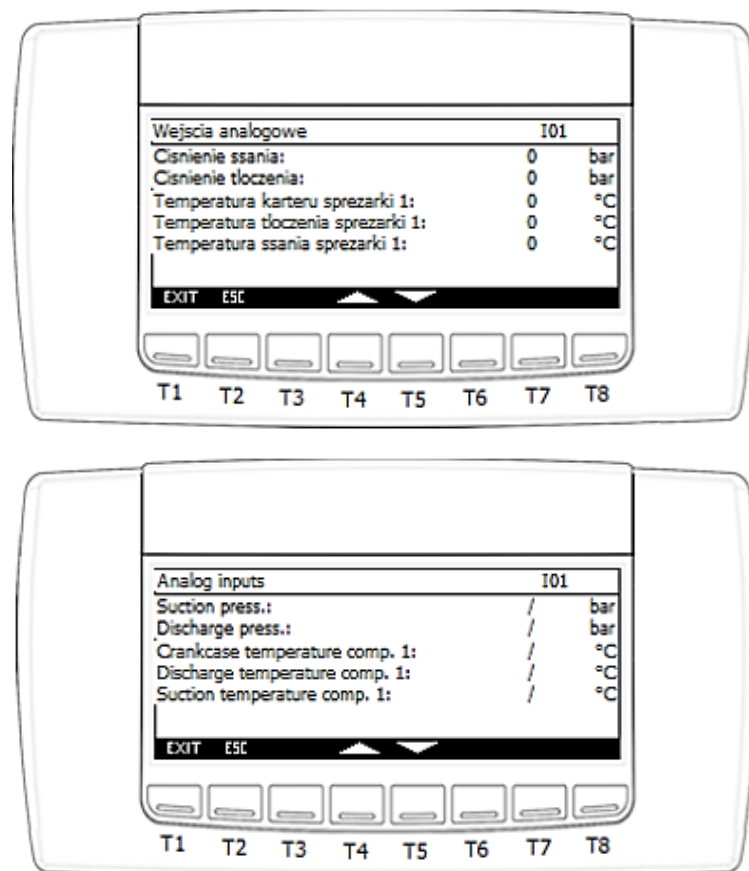 Wejscia analogowe I01
Cisnienie ssania: 0 bar
Cisnienie tloczenia: 0 bar
Temperatura karteru sprezarki 1: 0 °C
Temperatura tloczenia sprezarki 1: 0 °C
Temperatura ssania sprezarki 1: 0 °C
EXIT ESC
T1 T2 T3 T4 T5 T6 T7 T8
Analog inputs I01
Suction press.: / bar
Discharge press.: / bar
Crankcase temperature comp. 1: / °C
Discharge temperature comp. 1: / °C
Suction temperature comp. 1: / °C
EXIT ESC
T1 T2 T3 T4 T5 T6 T7 T8